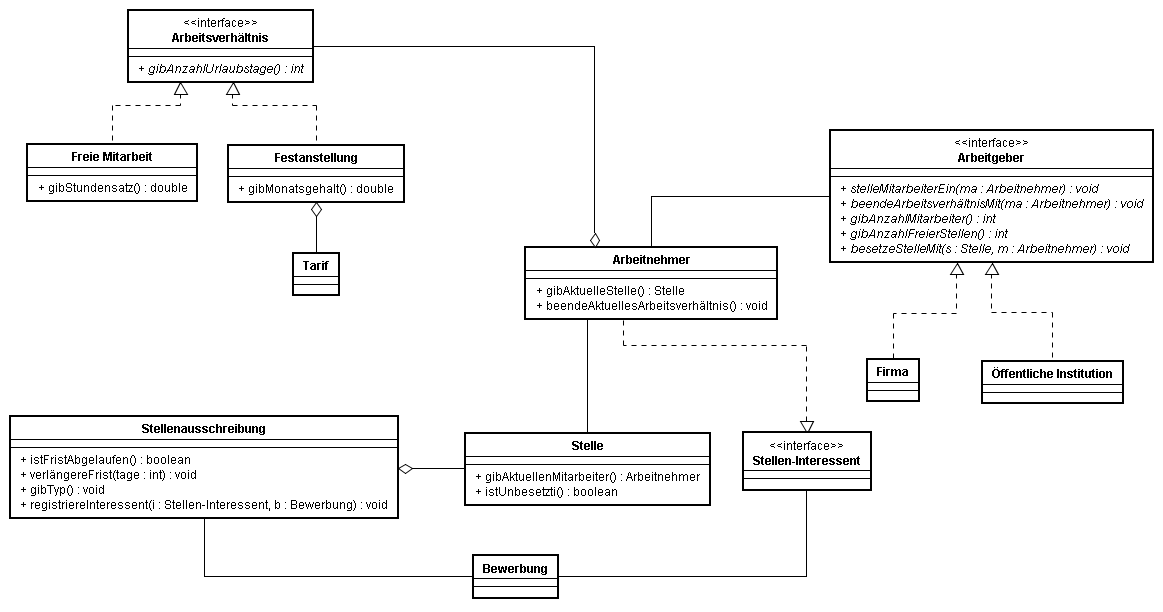 <<interface>>
Arbeitsverhältnis
+ gibAnzahlUrlaubstage() : int
Freie Mitarbeit
+ gibStundensatz() : double
Festanstellung
+ gibMonatsgehalt() : double
Tarif
<<interface>>
Arbeitgeber
+ stelleMitarbeiterEin(ma : Arbeitnehmer) : void
+ beendeArbeitsverhältnisMit(ma : Arbeitnehmer) : void
+ gibAnzahlMitarbeiter() : int
+ gibAnzahlFreierStellen() : int
+ besetzeStelleMit(s : Stelle, m : Arbeitnehmer) : void
Arbeitnehmer
+ gibAktuelleStelle() : Stelle
+ beendeAktuellesArbeitsverhältnis() : void
Firma
Öffentliche Institution
Stellenausschreibung
+ istFristAbgelaufen() : boolean
+ verlängereFrist(tage : int) : void
+ gibTyp() : void
+ registriereInteressent(i : Stellen-Interessent, b : Bewerbung) : void
Stelle
+ gibAktuellenMitarbeiter() : Arbeitnehmer
+ istUnbesetzti() : boolean
<<interface>>
Stellen-Interessent
Bewerbung